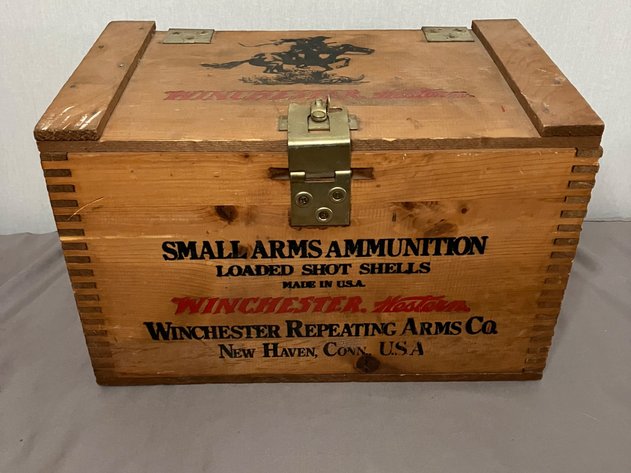 WINCHESTER Western
SMALL ARMS AMMUNITION
LOADED SHOT SHELLS
MADE IN U.S.A.
WINCHESTER Western
WINCHESTER REPEATING ARMS CO.
NEW HAVEN, CONN., U.S.A